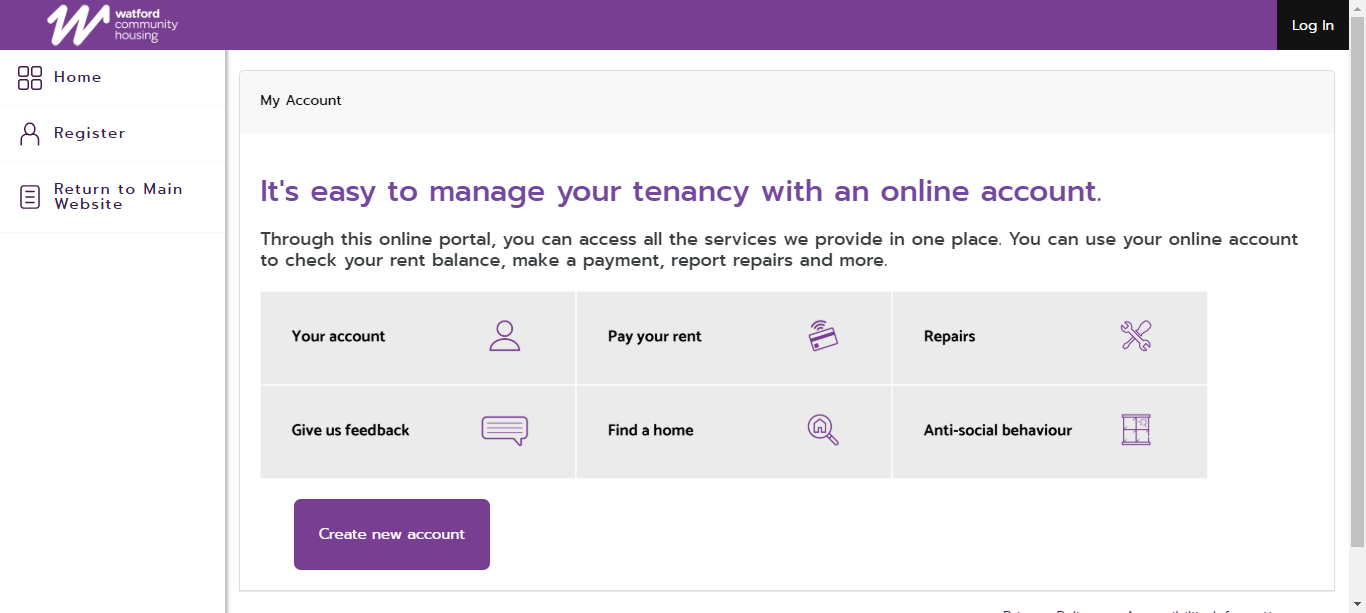 watford
community
housing
Log In
Home
Register
Return to Main
Website
My Account
It's easy to manage your tenancy with an online account.
Through this online portal, you can access all the services we provide in one place. You can use your online account
to check your rent balance, make a payment, report repairs and more.
Your account
Pay your rent
Repairs
Give us feedback
Find a home
Anti-social behaviour
Create new account